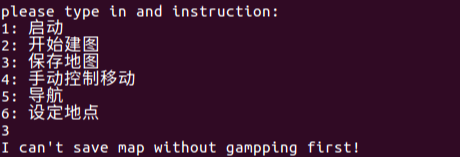 please type in and instruction:
1: 启动
2: 开始建图
3: 保存地图
4: 手动控制移动
5: 导航
6: 设定地点
3
I can't save map without gampping first!